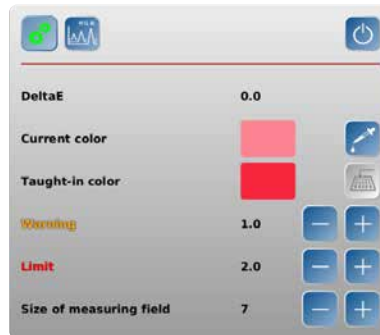 DeltaE 0.0
Current color
Taught-in color
Warning 1.0
Limit 2.0
Size of measuring field 7